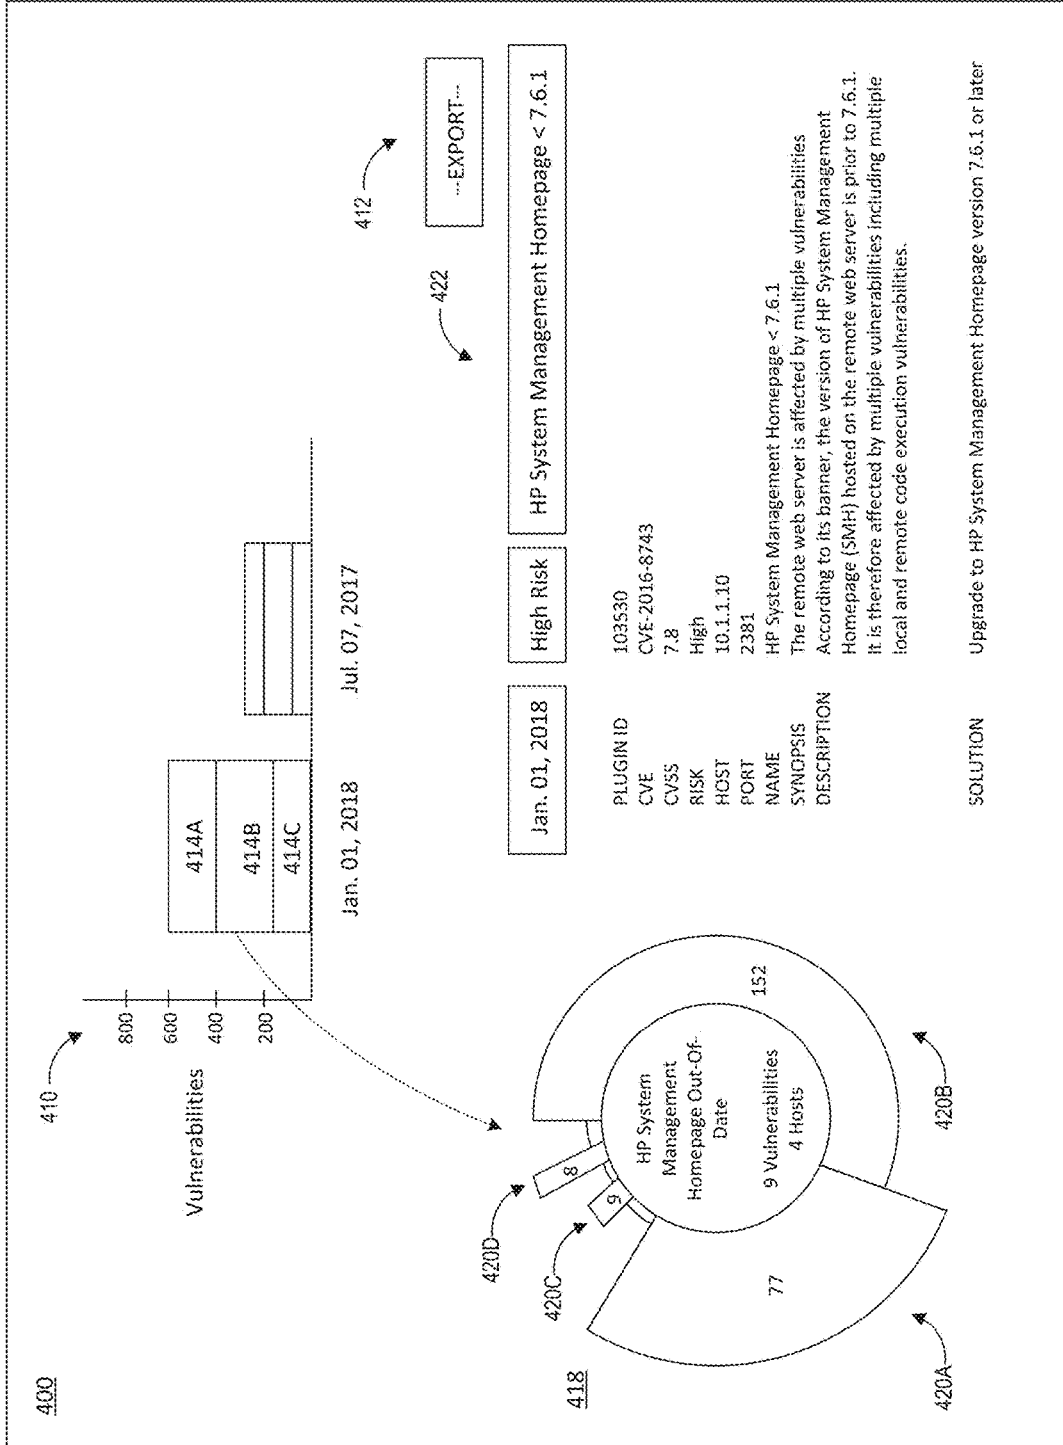 400
410
Vulnerabilities
800
600
400
200
414A
414B
414C
Jan. 01, 2018
Jul. 07, 2017
412
---EXPORT---
418
420A
420B
420C
420D
77
152
9
8
HP System
Management
Homepage Out-Of-
Date
9 Vulnerabilities
4 Hosts
422
Jan. 01, 2018
High Risk
HP System Management Homepage < 7.6.1
PLUGIN ID 103530
CVE CVE-2016-8743
CVSS 7.8
RISK High
HOST 10.1.1.10
PORT 2381
NAME HP System Management Homepage < 7.6.1
SYNOPSIS The remote web server is affected by multiple vulnerabilities
DESCRIPTION According to its banner, the version of HP System Management
Homepage (SMH) hosted on the remote web server is prior to 7.6.1.
It is therefore affected by multiple vulnerabilities including multiple
local and remote code execution vulnerabilities.
SOLUTION Upgrade to HP System Management Homepage version 7.6.1 or later